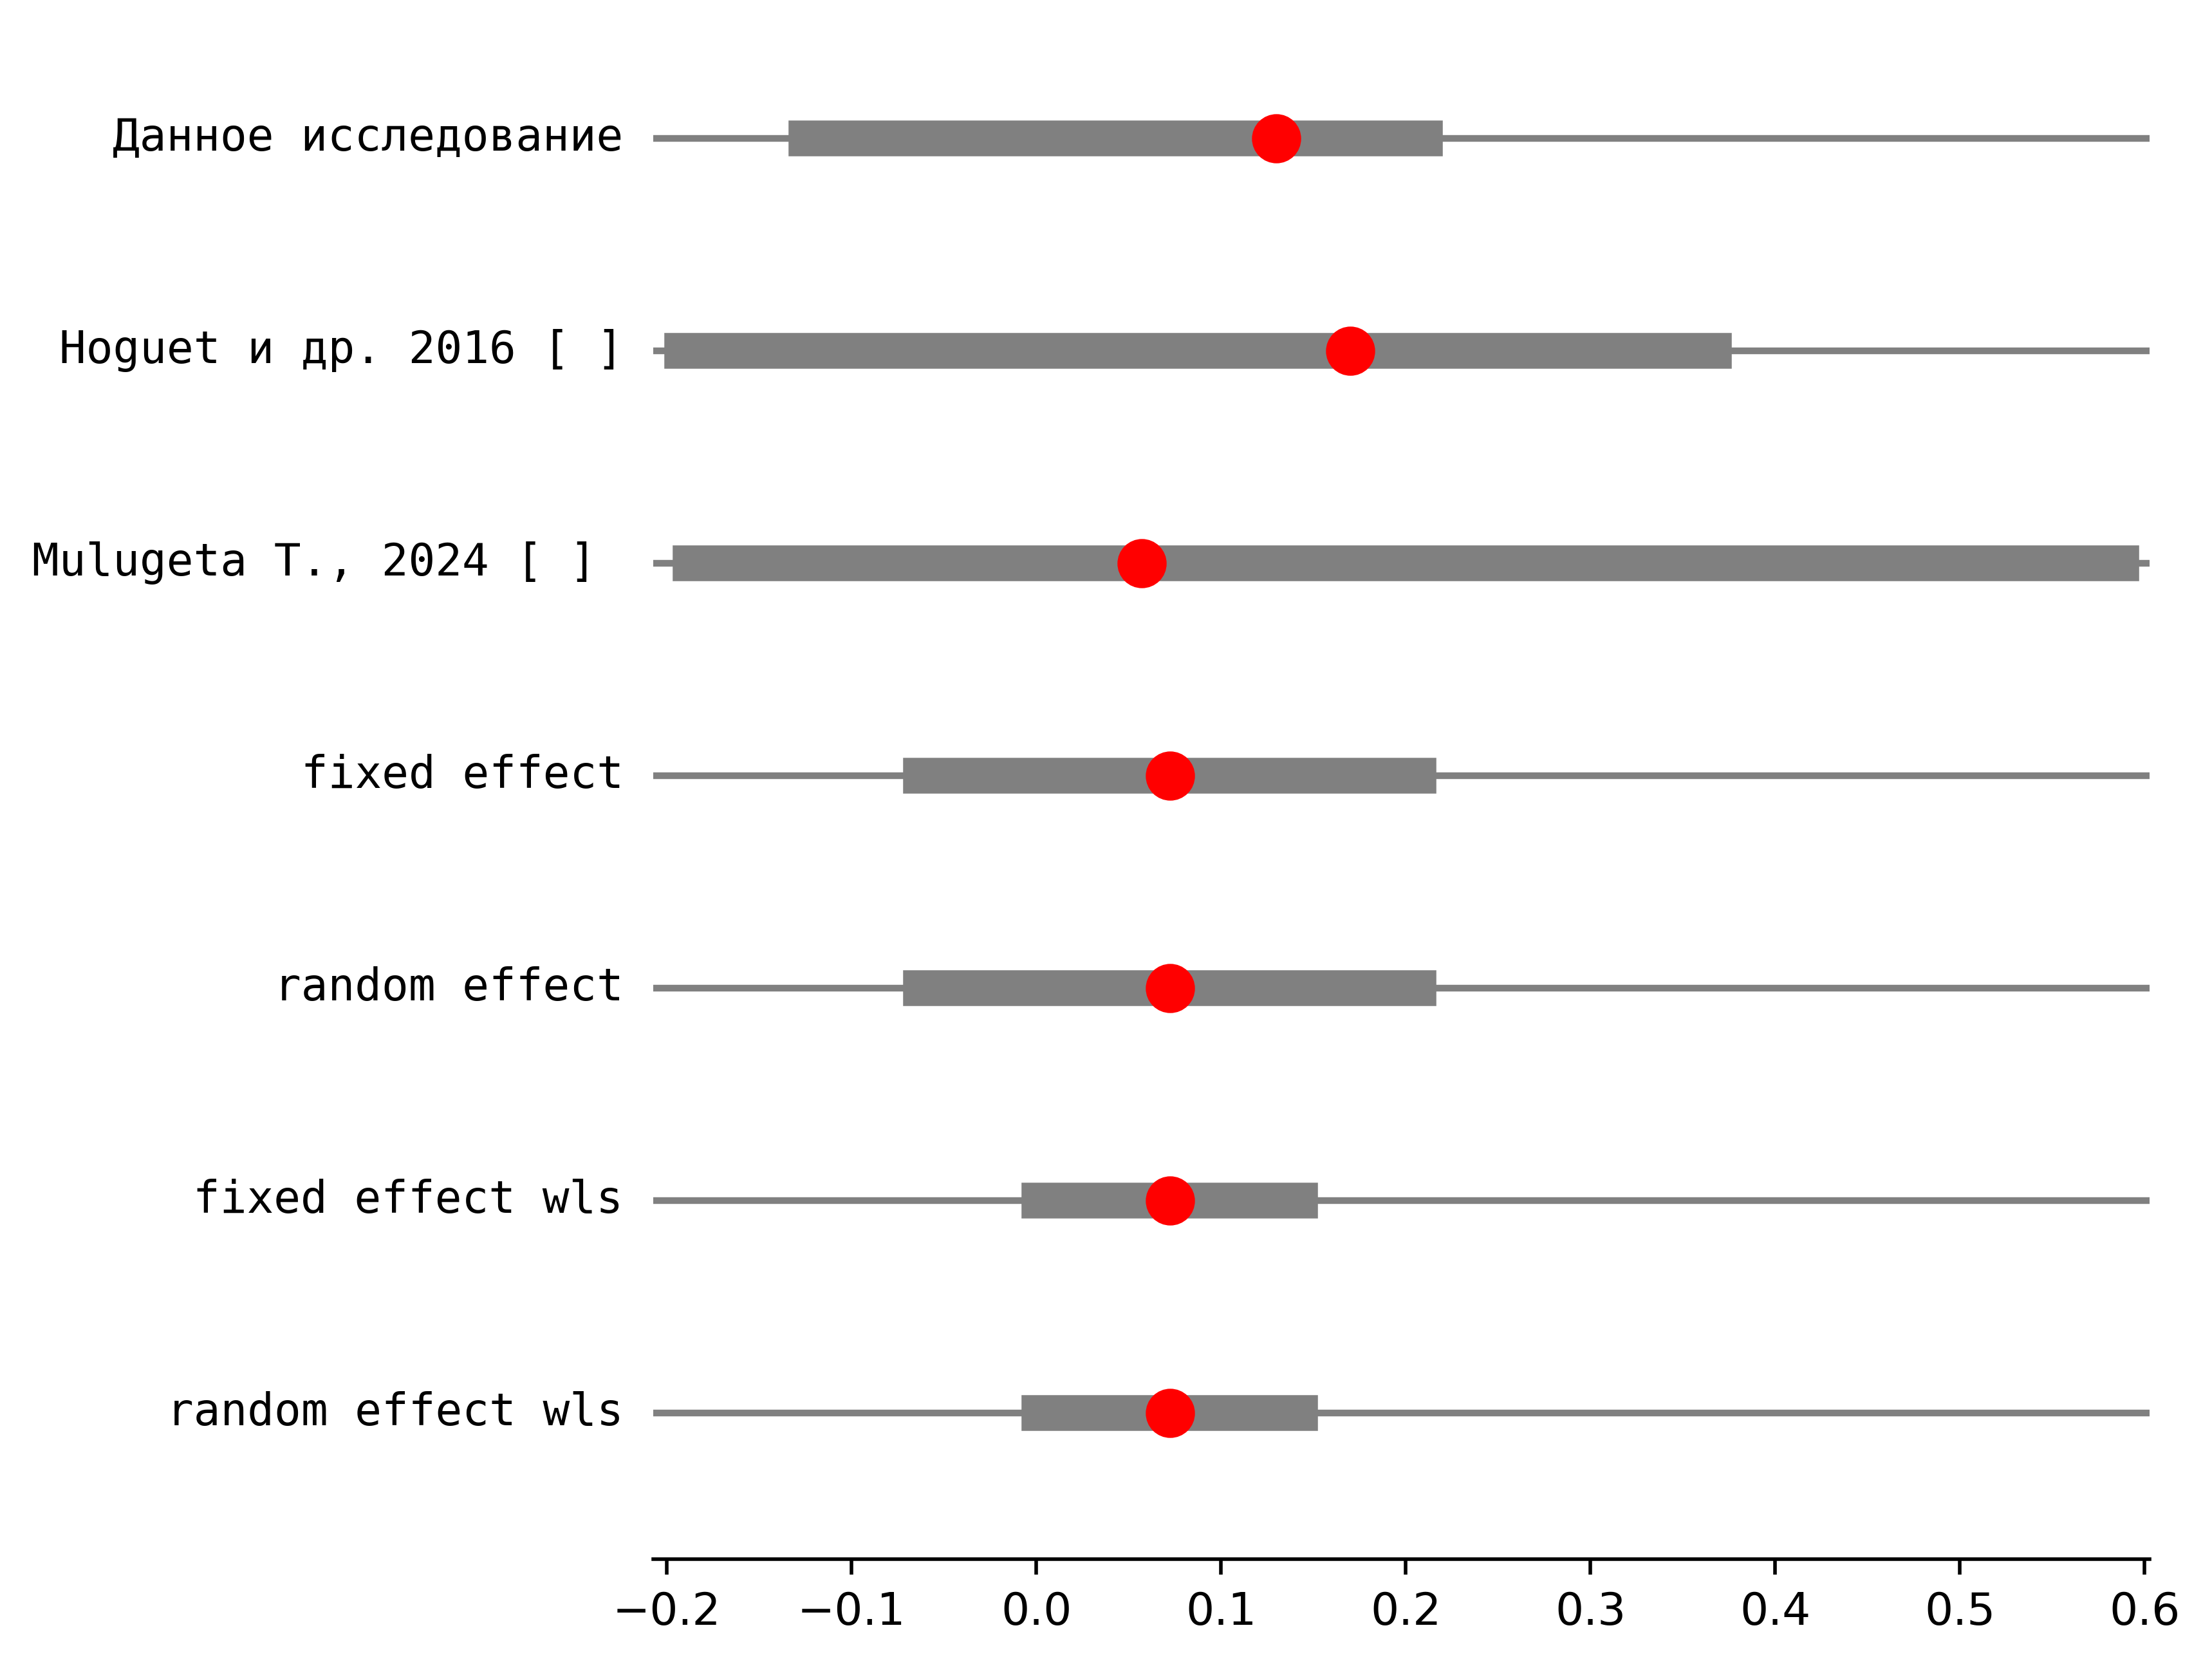 Данное исследование
Hoguet и др. 2016 [ ]
Mulugeta T., 2024 [ ]
fixed effect
random effect
fixed effect wls
random effect wls
−0.2 −0.1 0.0 0.1 0.2 0.3 0.4 0.5 0.6